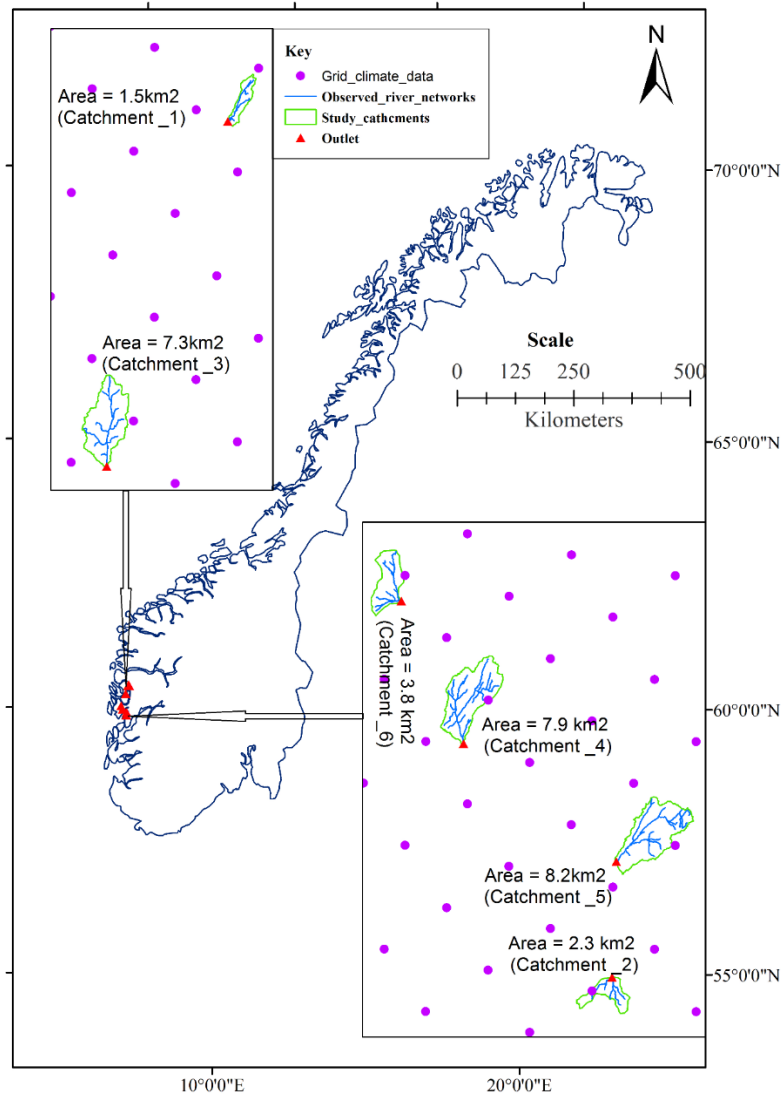 Key
Grid_climate_data
Observed_river_networks
Study_cathcments
Outlet
N
Area = 1.5km2
(Catchment _1)
Area = 7.3km2
(Catchment _3)
70°0'0"N
Scale
0 125 250 500
Kilometers
65°0'0"N
Area = 3.8 km2
(Catchment _6)
Area = 7.9 km2
(Catchment _4)
60°0'0"N
Area = 8.2km2
(Catchment _5)
Area = 2.3 km2
(Catchment _2)
55°0'0"N
10°0'0"E
20°0'0"E